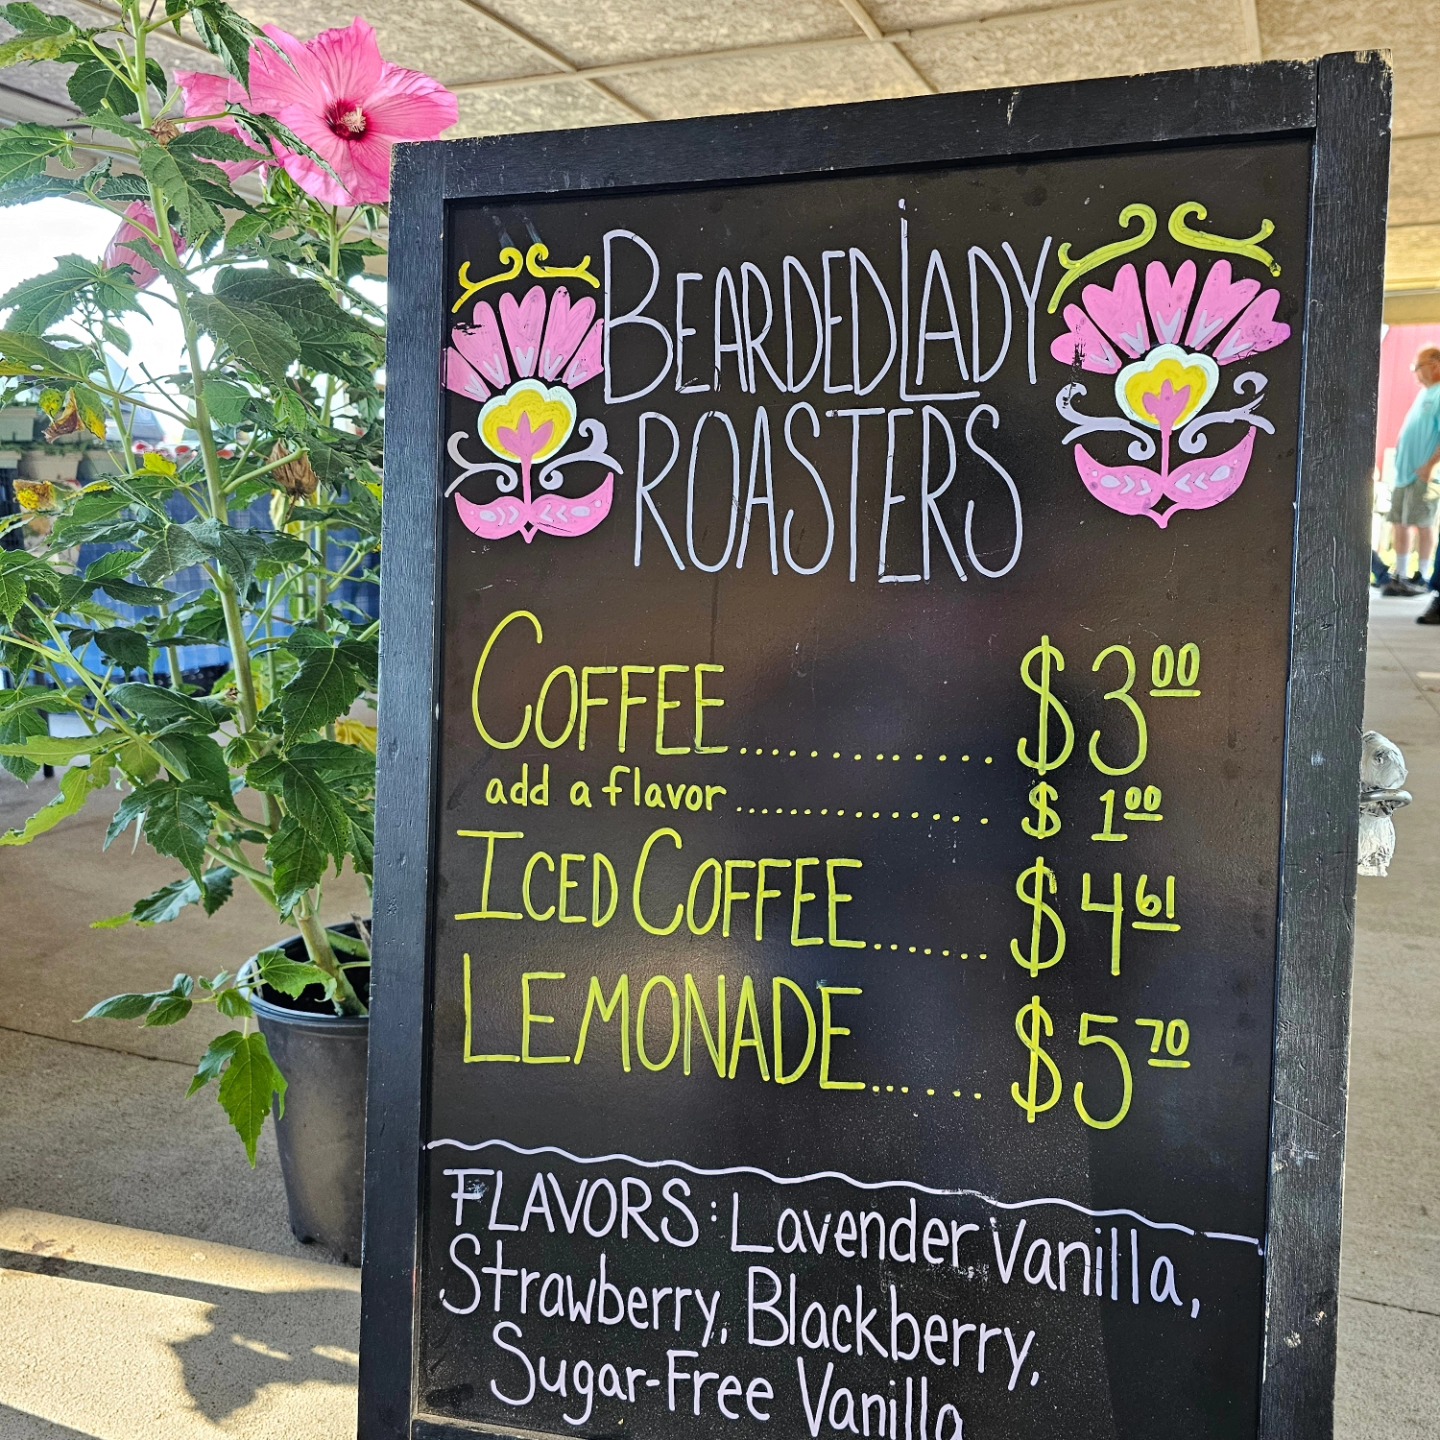 BEARDED LADY
ROASTERS
COFFEE.................. $3.00
add a flavor............... $1.00
ICED COFFEE....... $4.61
LEMONADE...... $5.70
FLAVORS: Lavender, Vanilla,
Strawberry, Blackberry,
Sugar-Free Vanilla